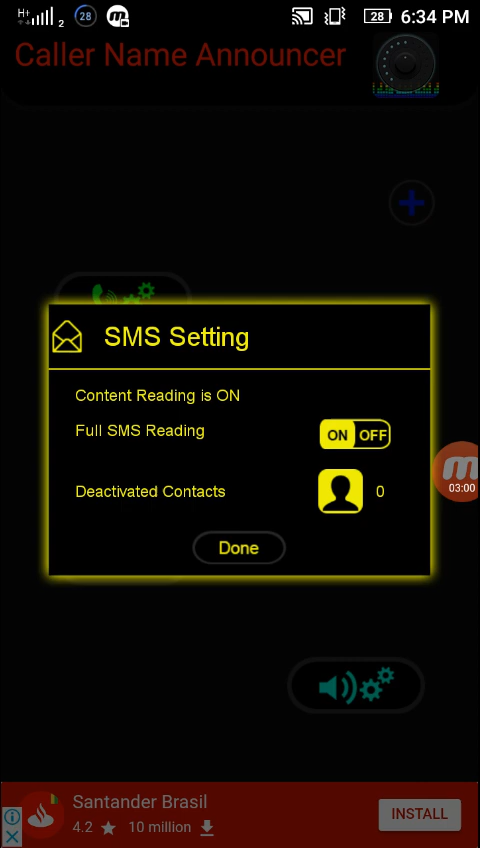 H+ 2 28 28 6:34 PM
Caller Name Announcer
SMS Setting
Content Reading is ON
Full SMS Reading ON OFF
03:00
Deactivated Contacts 0
Done
Santander Brasil
INSTALL
4.2 ★ 10 million